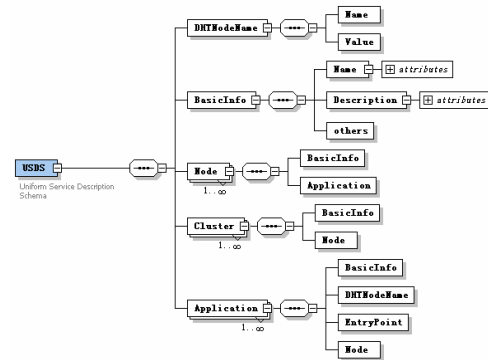 DHTNodeName
Name
Value
BasicInfo
Name
attributes
Description
attributes
others
USDS
Uniform Service Description
Schema
Node
1..∞
BasicInfo
Application
Cluster
1..∞
BasicInfo
Node
Application
1..∞
BasicInfo
DHTNodeName
EntryPoint
Node